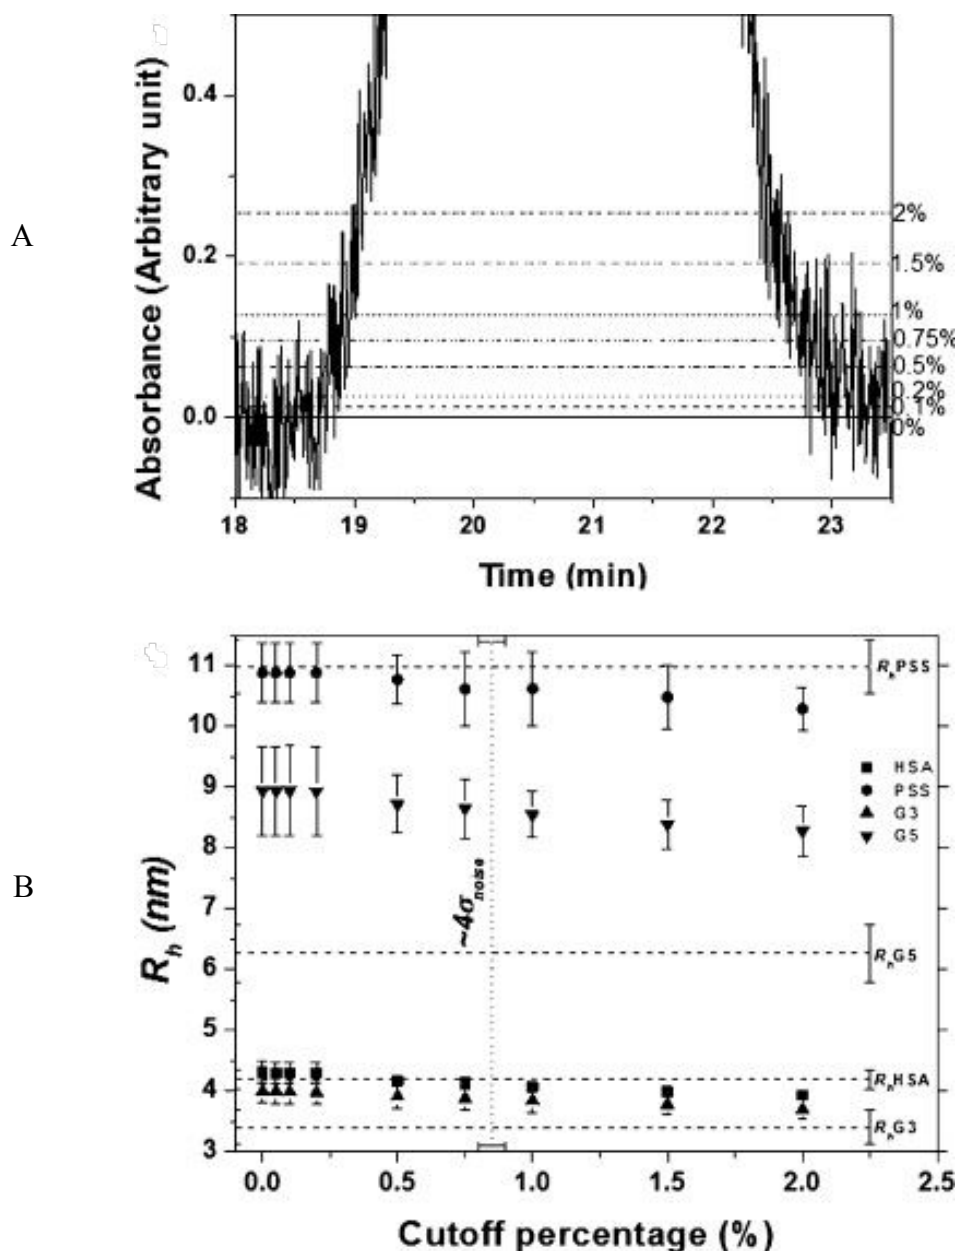 A
Absorbance (Arbitrary unit)
0.4
0.2
0.0
2%
1.5%
1%
0.75%
0.5%
0.2%
0.1%
0%
18 19 20 21 22 23
Time (min)
B
R_h (nm)
11
10
9
8
7
6
5
4
3
R_h PSS
HSA
PSS
G3
G5
~4σ_noise
R_h G5
R_h HSA
R_h G3
0.0 0.5 1.0 1.5 2.0 2.5
Cutoff percentage (%)